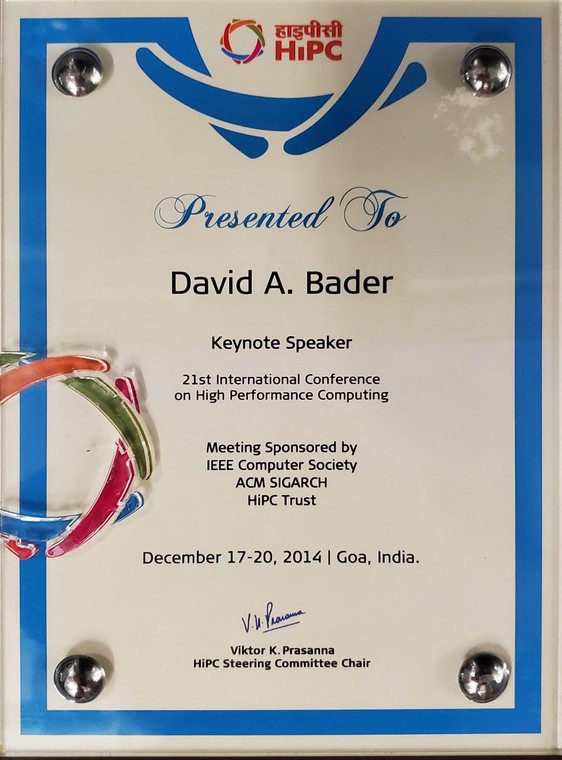 हाइपीसी
HiPC
Presented To
David A. Bader
Keynote Speaker
21st International Conference
on High Performance Computing
Meeting Sponsored by
IEEE Computer Society
ACM SIGARCH
HiPC Trust
December 17-20, 2014 | Goa, India.
V. K. Prasanna
Viktor K. Prasanna
HiPC Steering Committee Chair